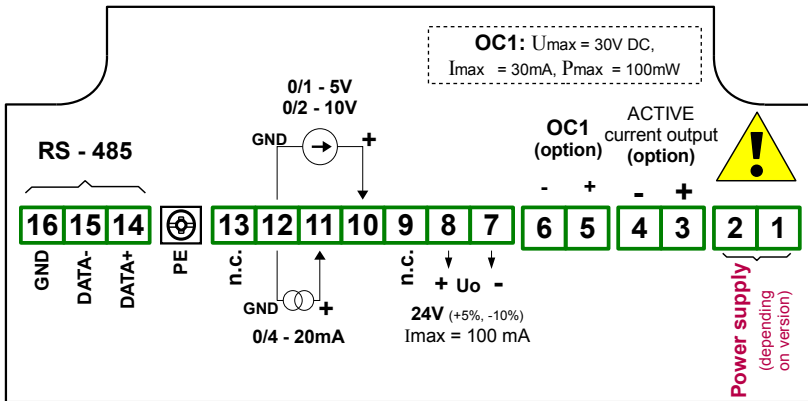 OC1: Umax = 30V DC,
Imax = 30mA, Pmax = 100mW
0/1 - 5V
0/2 - 10V
GND +
RS - 485
OC1
(option)
- +
ACTIVE
current output
(option)
- +
!
16 15 14 13 12 11 10 9 8 7 6 5 4 3 2 1
GND
DATA-
DATA+
PE
n.c.
GND +
0/4 - 20mA
n.c.
+ Uo -
24V (+5%, -10%)
Imax = 100 mA
Power supply
(depending
on version)